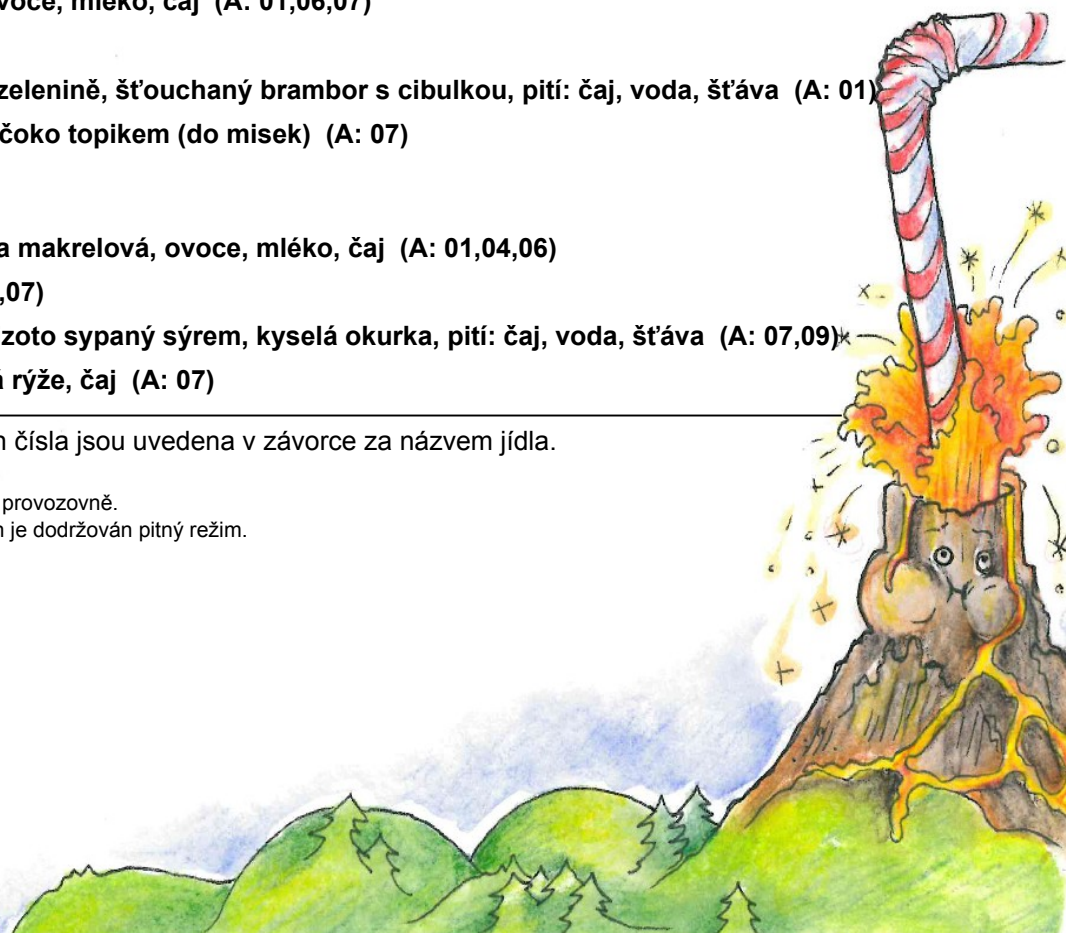 voce, mléko, čaj (A: 01,06,07)
zelenině, šťouchaný brambor s cibulkou, pití: čaj, voda, šťáva (A: 01)
čoko topikem (do misek) (A: 07)
a makrelová, ovoce, mléko, čaj (A: 01,04,06)
,07)
zoto sypaný sýrem, kyselá okurka, pití: čaj, voda, šťáva (A: 07,09)
á rýže, čaj (A: 07)
h čísla jsou uvedena v závorce za názvem jídla.
provozovně.
n je dodržován pitný režim.